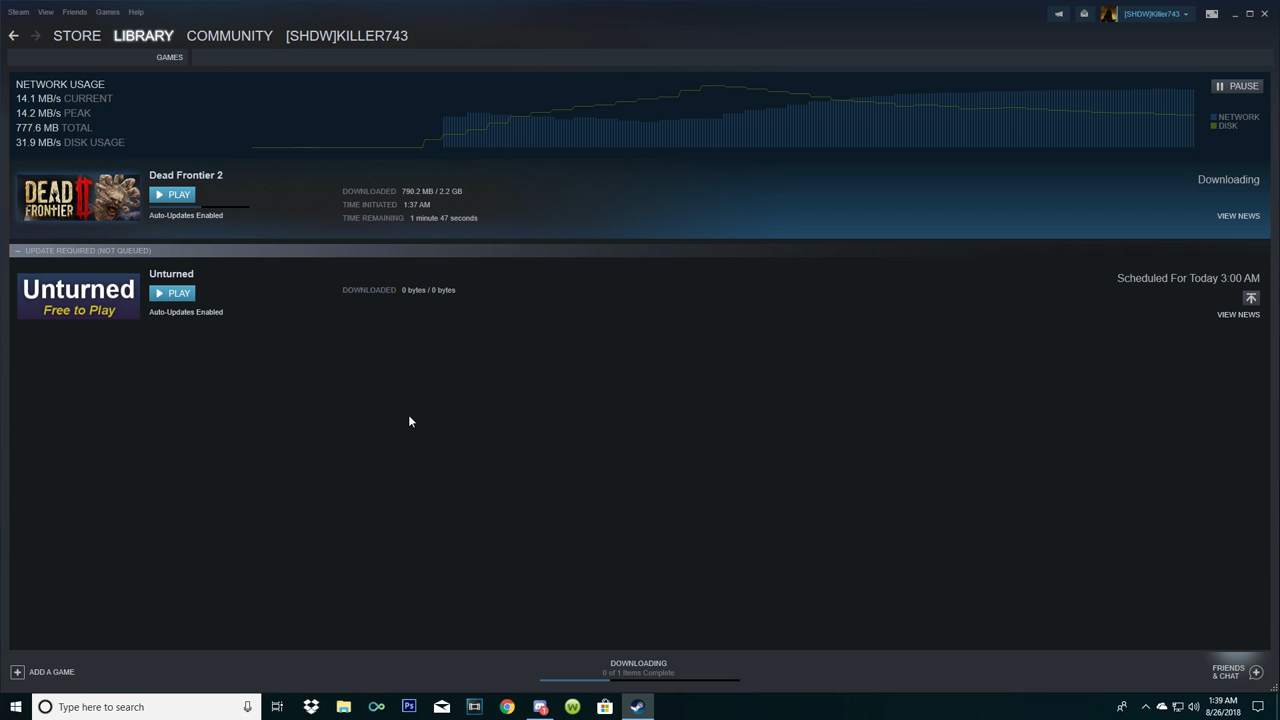 Steam View Friends Games Help
[SHDW]Killer743
STORE LIBRARY COMMUNITY [SHDW]KILLER743
GAMES
NETWORK USAGE
14.1 MB/s CURRENT
14.2 MB/s PEAK
777.6 MB TOTAL
31.9 MB/s DISK USAGE
PAUSE
NETWORK
DISK
DEAD FRONTIER II
Dead Frontier 2
PLAY
Auto-Updates Enabled
DOWNLOADED 790.2 MB / 2.2 GB
TIME INITIATED 1:37 AM
TIME REMAINING 1 minute 47 seconds
Downloading
VIEW NEWS
UPDATE REQUIRED (NOT QUEUED)
Unturned
Free to Play
Unturned
PLAY
Auto-Updates Enabled
DOWNLOADED 0 bytes / 0 bytes
Scheduled For Today 3:00 AM
VIEW NEWS
ADD A GAME
DOWNLOADING
0 of 1 Items Complete
FRIENDS
& CHAT
Type here to search
Ps
1:39 AM
8/26/2018